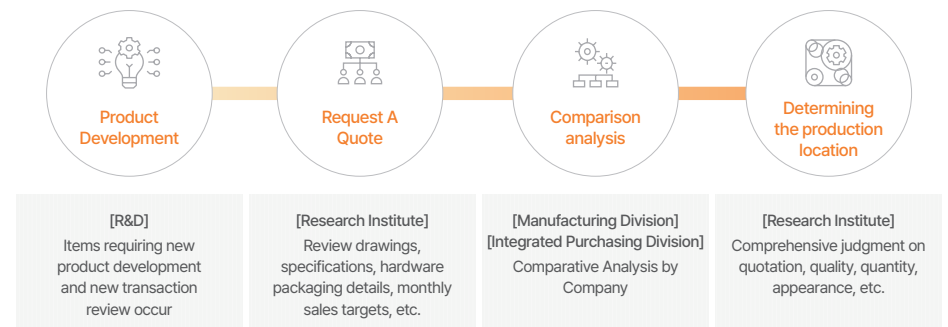 Product
Development
Request A
Quote
Comparison
analysis
Determining
the production
location
[R&D]
Items requiring new
product development
and new transaction
review occur
[Research Institute]
Review drawings,
specifications, hardware
packaging details, monthly
sales targets, etc.
[Manufacturing Division]
[Integrated Purchasing Division]
Comparative Analysis by
Company
[Research Institute]
Comprehensive judgment on
quotation, quality, quantity,
appearance, etc.